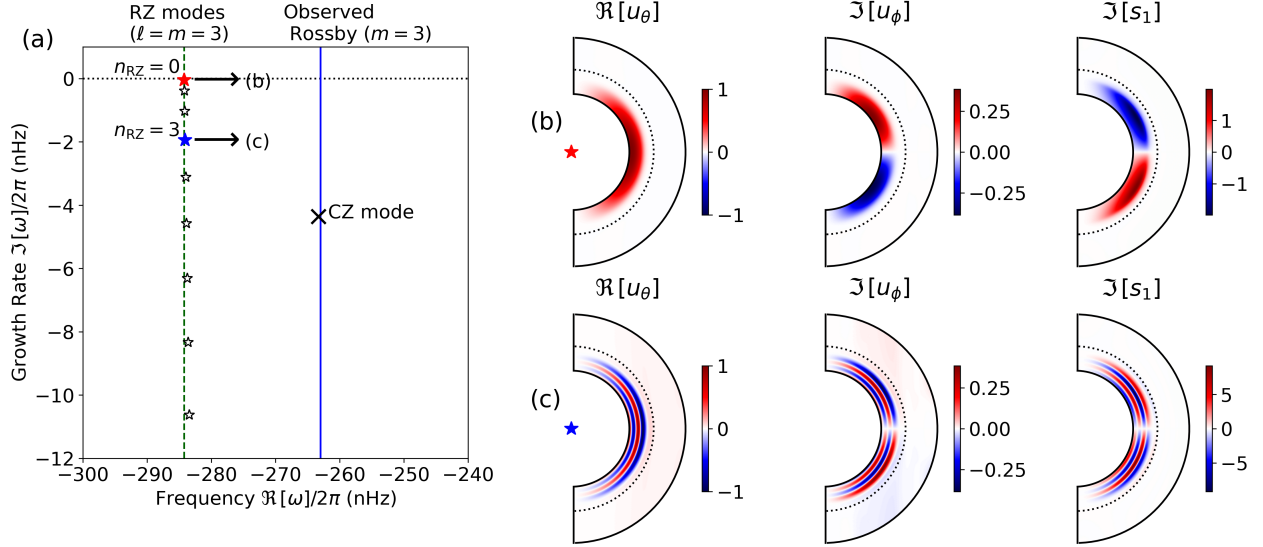 (a)
RZ modes
(ℓ = m = 3)
Observed
Rossby (m = 3)
n_RZ = 0
(b)
n_RZ = 3
(c)
CZ mode
0
−2
−4
−6
−8
−10
−12
Growth Rate ℑ[ω]/2π (nHz)
−300 −290 −280 −270 −260 −250 −240
Frequency ℜ[ω]/2π (nHz)
ℜ[u_θ] ℑ[u_ϕ] ℑ[s_1]
(b)
1
0
−1
0.25
0.00
−0.25
1
0
−1
ℜ[u_θ] ℑ[u_ϕ] ℑ[s_1]
(c)
1
0
−1
0.25
0.00
−0.25
5
0
−5